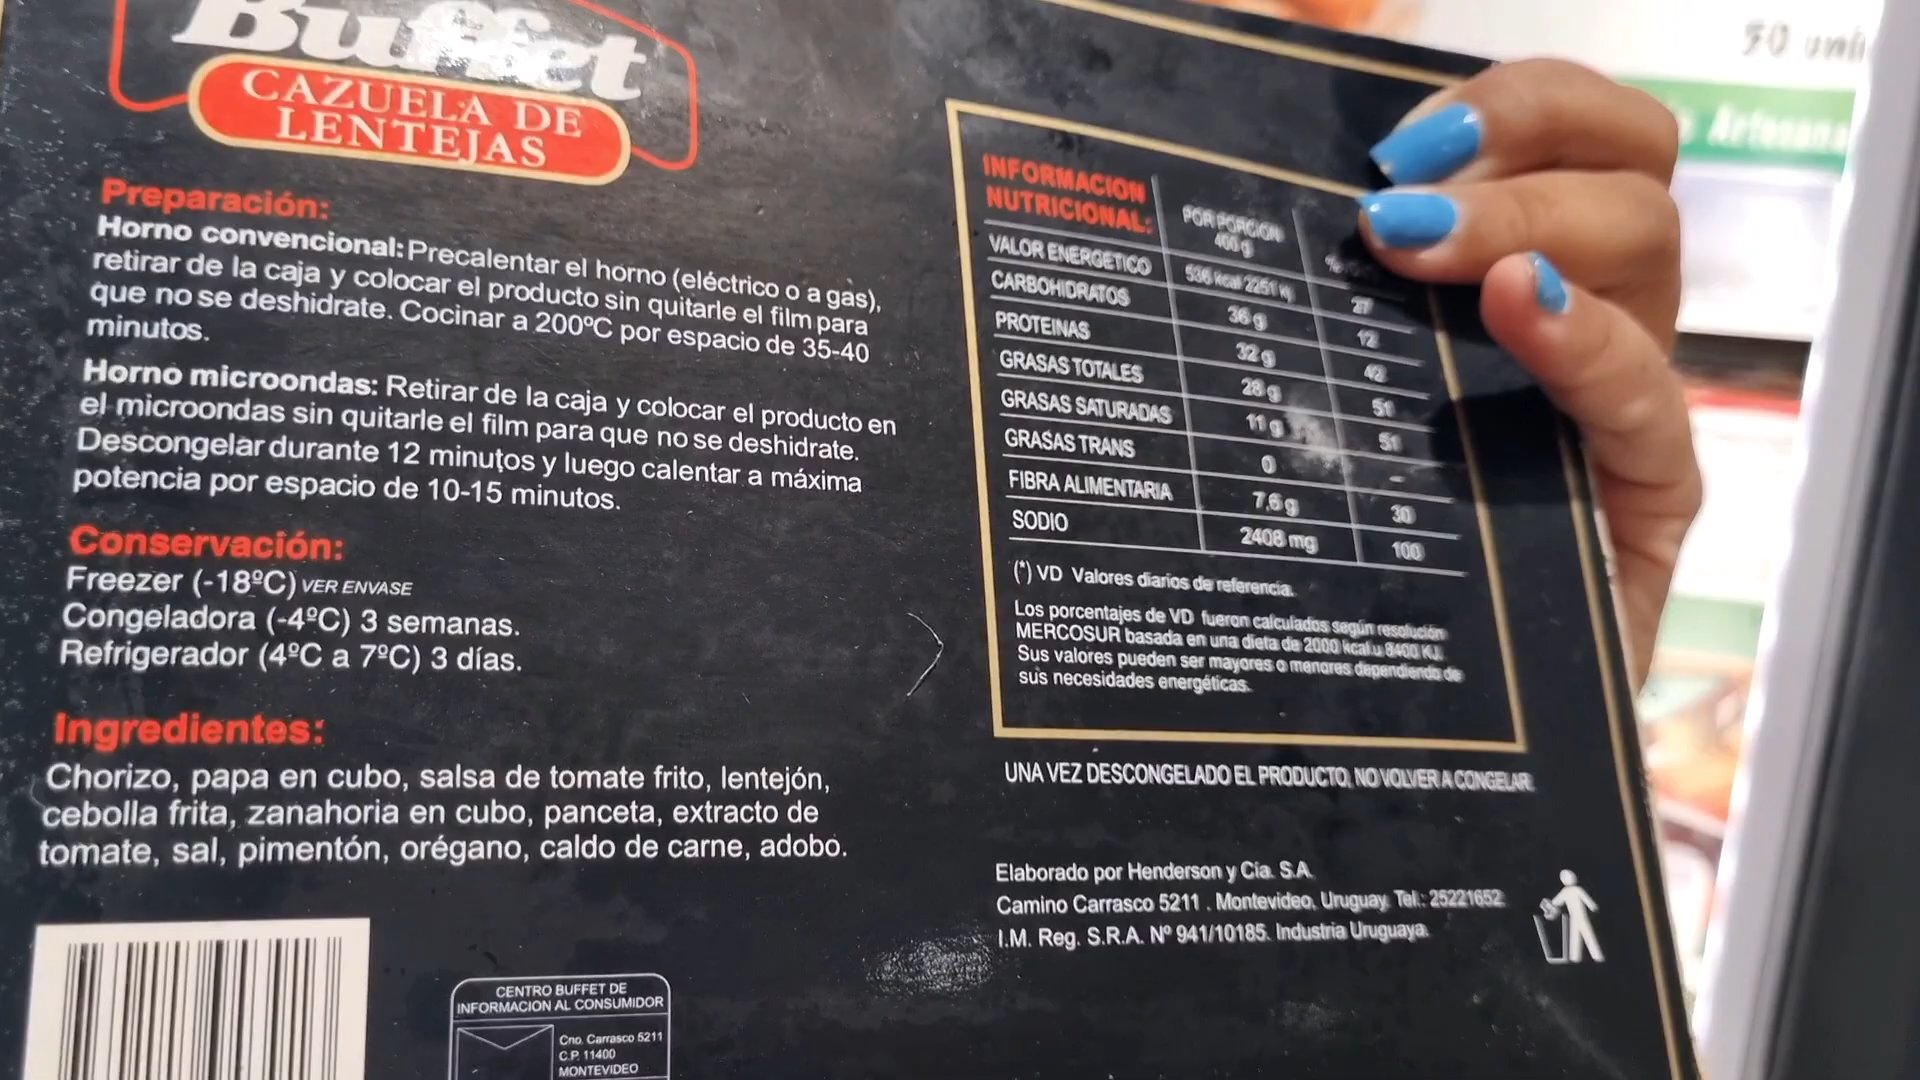 Buffet
CAZUELA DE
LENTEJAS
Preparación:
Horno convencional: Precalentar el horno (eléctrico o a gas),
retirar de la caja y colocar el producto sin quitarle el film para
que no se deshidrate. Cocinar a 200ºC por espacio de 35-40
minutos.
Horno microondas: Retirar de la caja y colocar el producto en
el microondas sin quitarle el film para que no se deshidrate.
Descongelar durante 12 minutos y luego calentar a máxima
potencia por espacio de 10-15 minutos.
Conservación:
Freezer (-18ºC) VER ENVASE
Congeladora (-4ºC) 3 semanas.
Refrigerador (4ºC a 7ºC) 3 días.
Ingredientes:
Chorizo, papa en cubo, salsa de tomate frito, lentejón,
cebolla frita, zanahoria en cubo, panceta, extracto de
tomate, sal, pimentón, orégano, caldo de carne, adobo.
CENTRO BUFFET DE
INFORMACION AL CONSUMIDOR
Cno. Carrasco 5211
C.P. 11400
MONTEVIDEO
INFORMACION
NUTRICIONAL:
POR PORCION
400 g
VALOR ENERGETICO 536 kcal 2251 kj 27
CARBOHIDRATOS 36 g 12
PROTEINAS 32 g 42
GRASAS TOTALES 28 g 51
GRASAS SATURADAS 11 g 51
GRASAS TRANS 0 -
FIBRA ALIMENTARIA 7,6 g 30
SODIO 2408 mg 100
(*) VD Valores diarios de referencia.
Los porcentajes de VD fueron calculados según resolución
MERCOSUR basada en una dieta de 2000 kcal u 8400 KJ.
Sus valores pueden ser mayores o menores dependiendo de
sus necesidades energéticas.
UNA VEZ DESCONGELADO EL PRODUCTO, NO VOLVER A CONGELAR.
Elaborado por Henderson y Cía. S.A.
Camino Carrasco 5211 . Montevideo, Uruguay. Tel.: 25221652
I.M. Reg. S.R.A. Nº 941/10185. Industria Uruguaya.
50 uni
Artesana